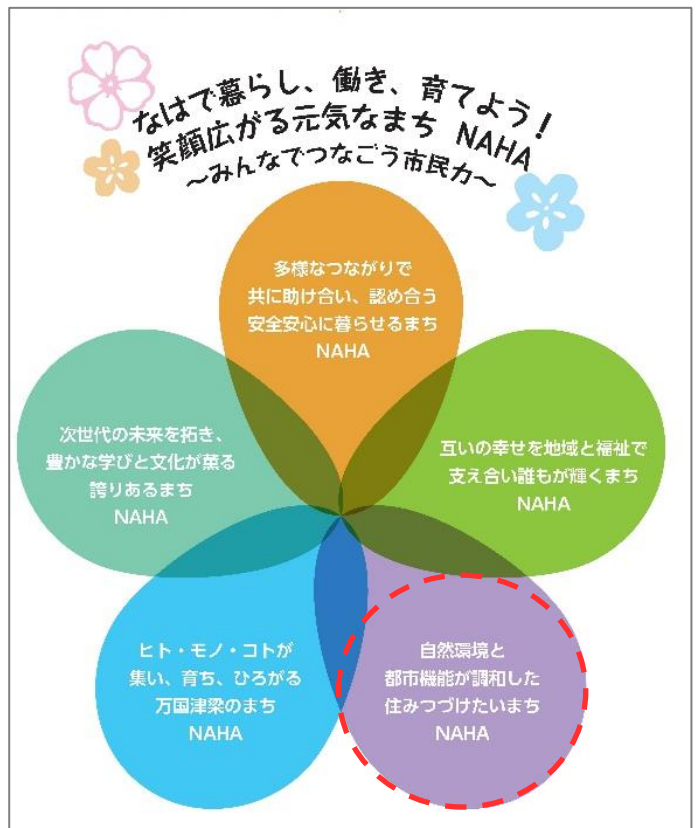 なはで暮らし、働き、育てよう！
笑顔広がる元気なまち NAHA
～みんなでつなごう市民力～
多様なつながりで
共に助け合い、認め合う
安全安心に暮らせるまち
NAHA
次世代の未来を拓き、
豊かな学びと文化が薫る
誇りあるまち
NAHA
互いの幸せを地域と福祉で
支え合い誰もが輝くまち
NAHA
ヒト・モノ・コトが
集い、育ち、ひろがる
万国津梁のまち
NAHA
自然環境と
都市機能が調和した
住みつづけたいまち
NAHA